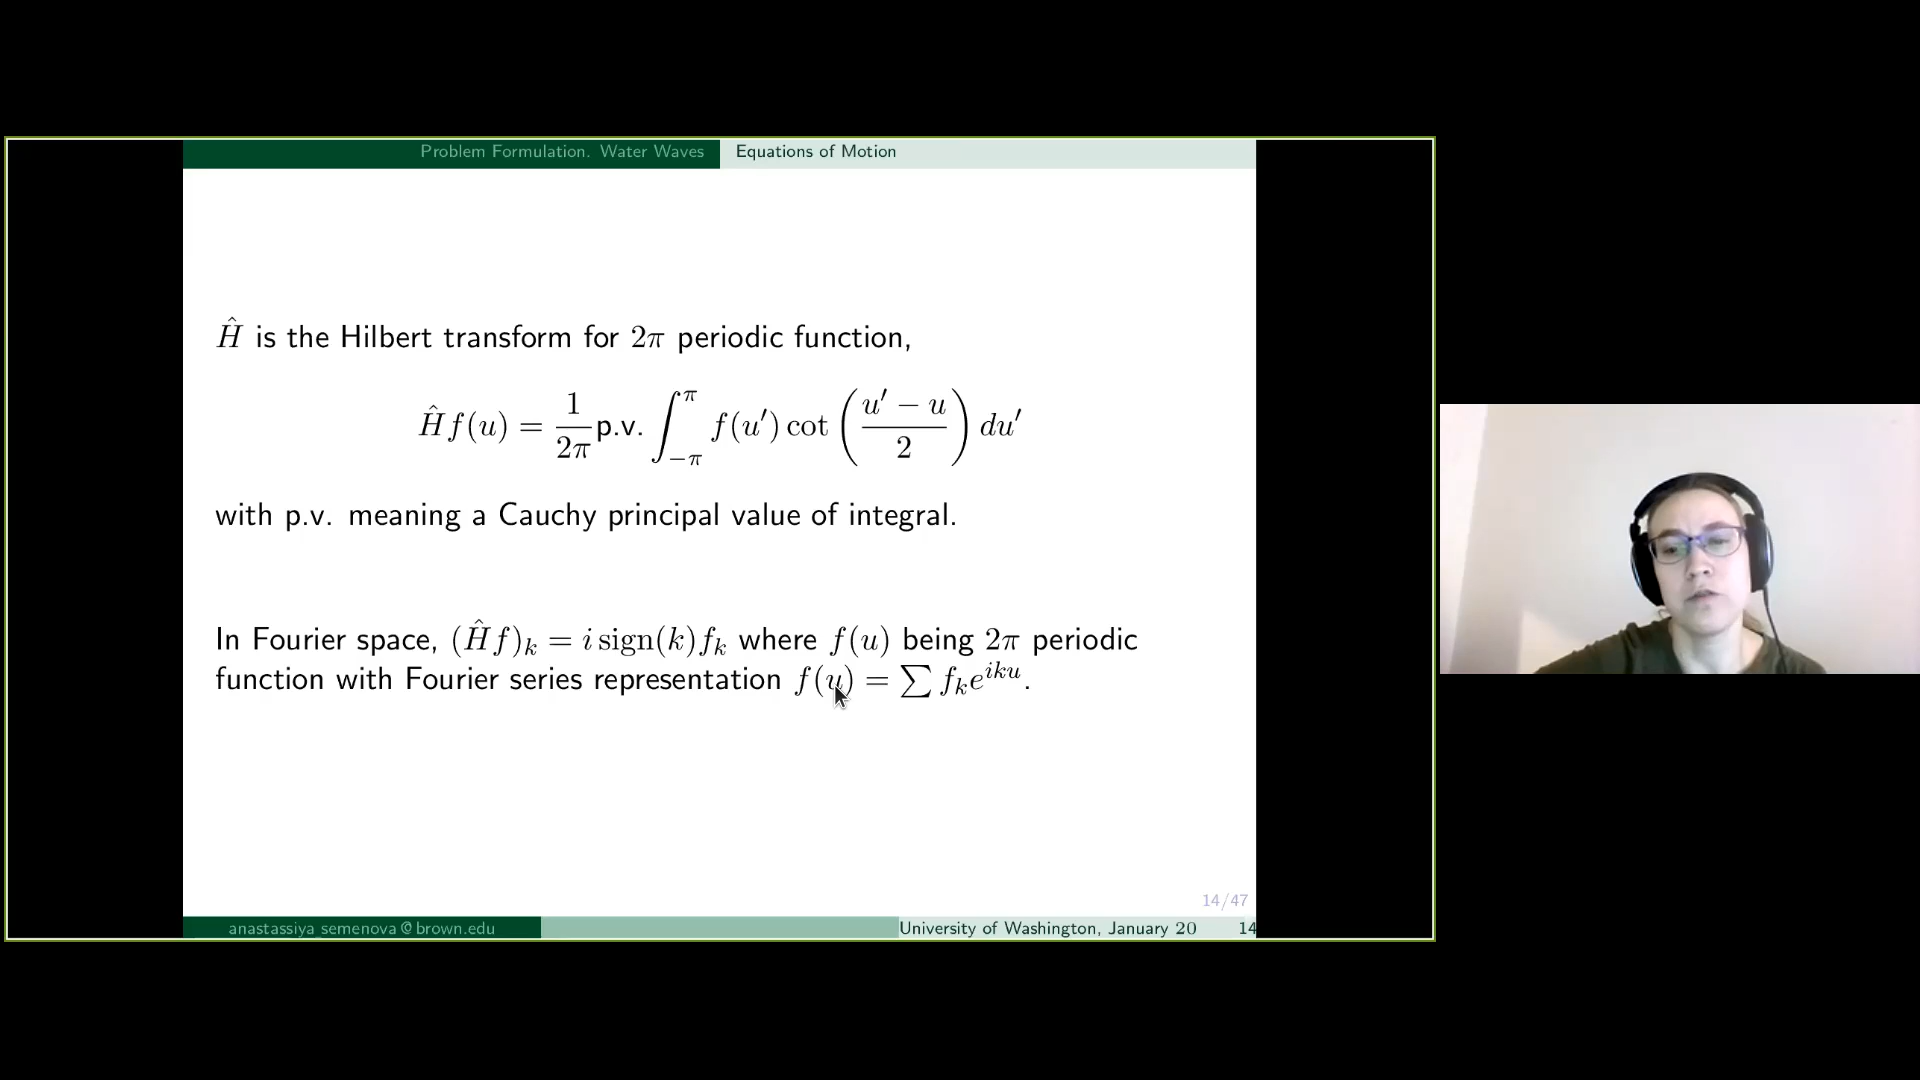 Problem Formulation. Water Waves Equations of Motion
Ĥ is the Hilbert transform for 2π periodic function,
Ĥf(u) = \frac{1}{2π} p.v. ∫_{−π}^{π} f(u′) cot((u′ − u)/2) du′
with p.v. meaning a Cauchy principal value of integral.
In Fourier space, (Ĥf)_k = i sign(k)f_k where f(u) being 2π periodic
function with Fourier series representation f(u) = ∑ f_k e^{iku}.
14/47
anastassiya_semenova@brown.edu University of Washington, January 20 14